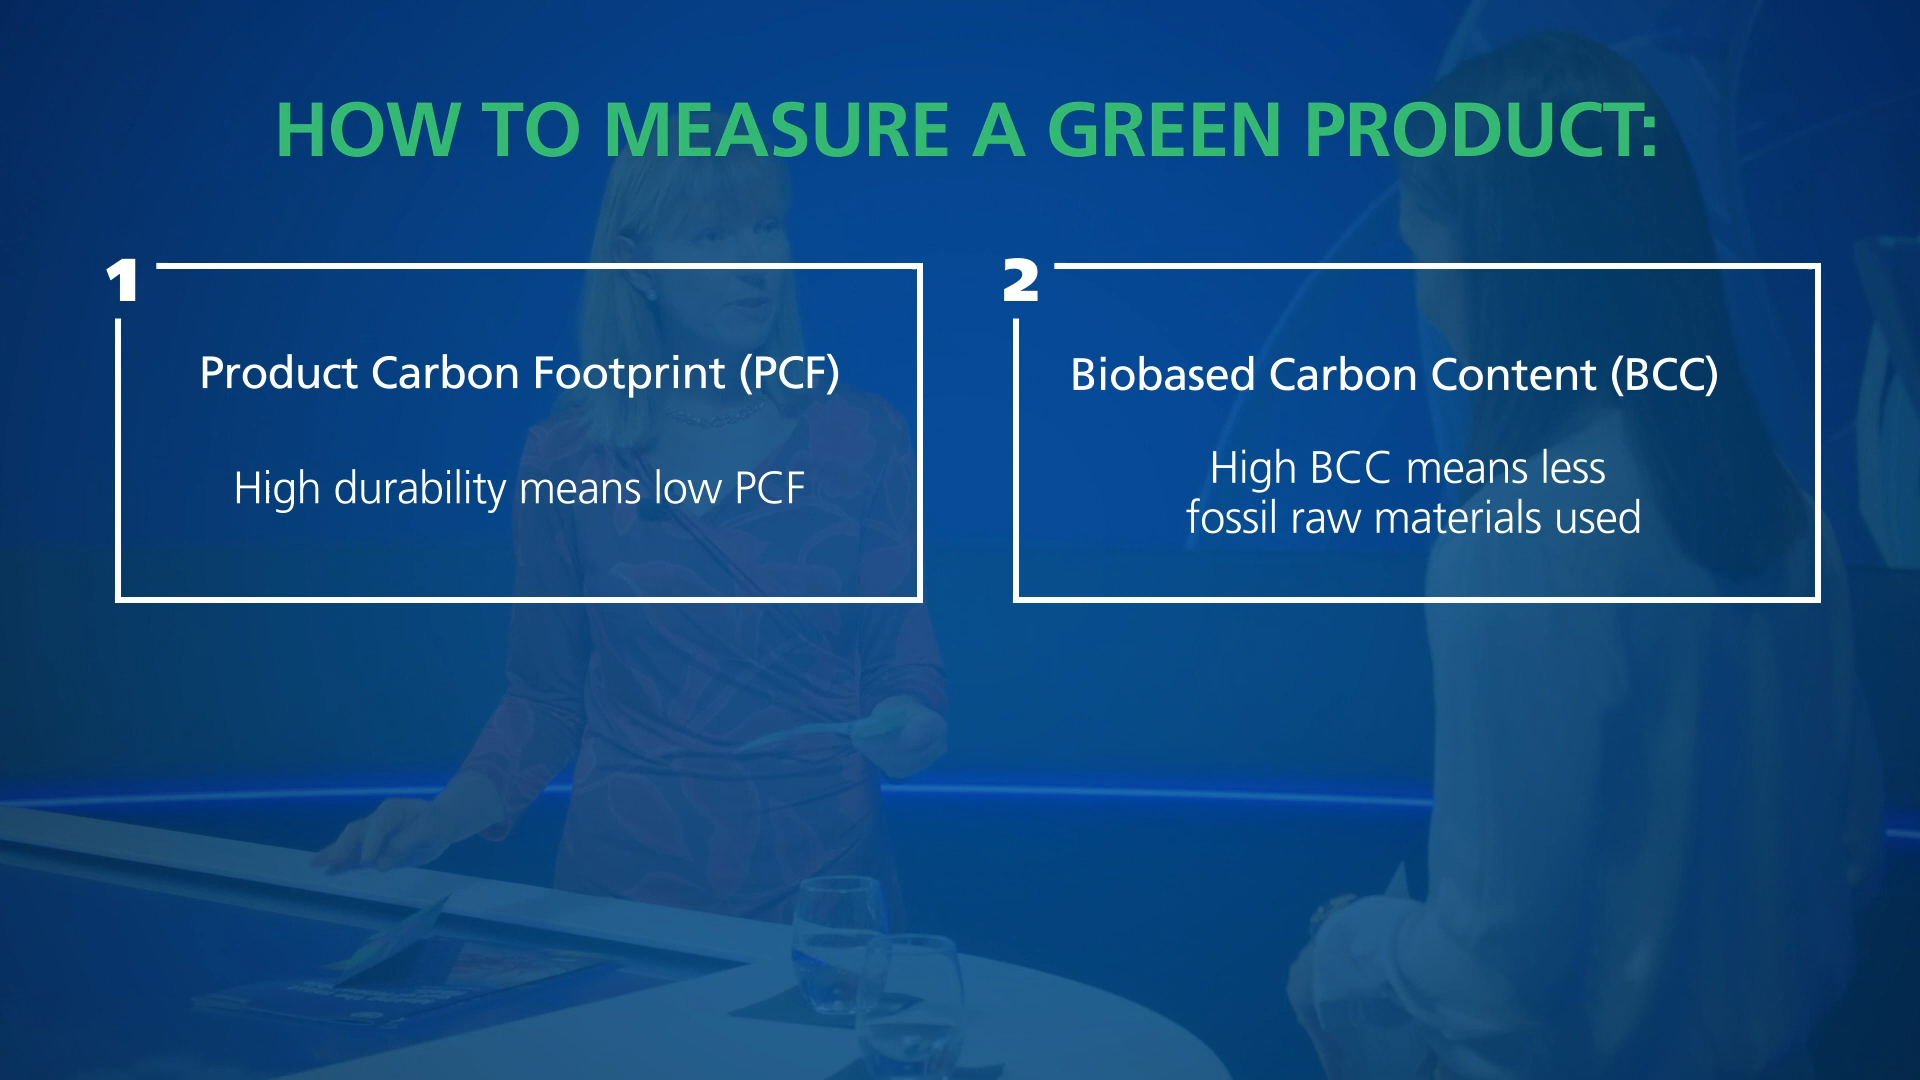 HOW TO MEASURE A GREEN PRODUCT:
1
Product Carbon Footprint (PCF)
High durability means low PCF
2
Biobased Carbon Content (BCC)
High BCC means less
fossil raw materials used